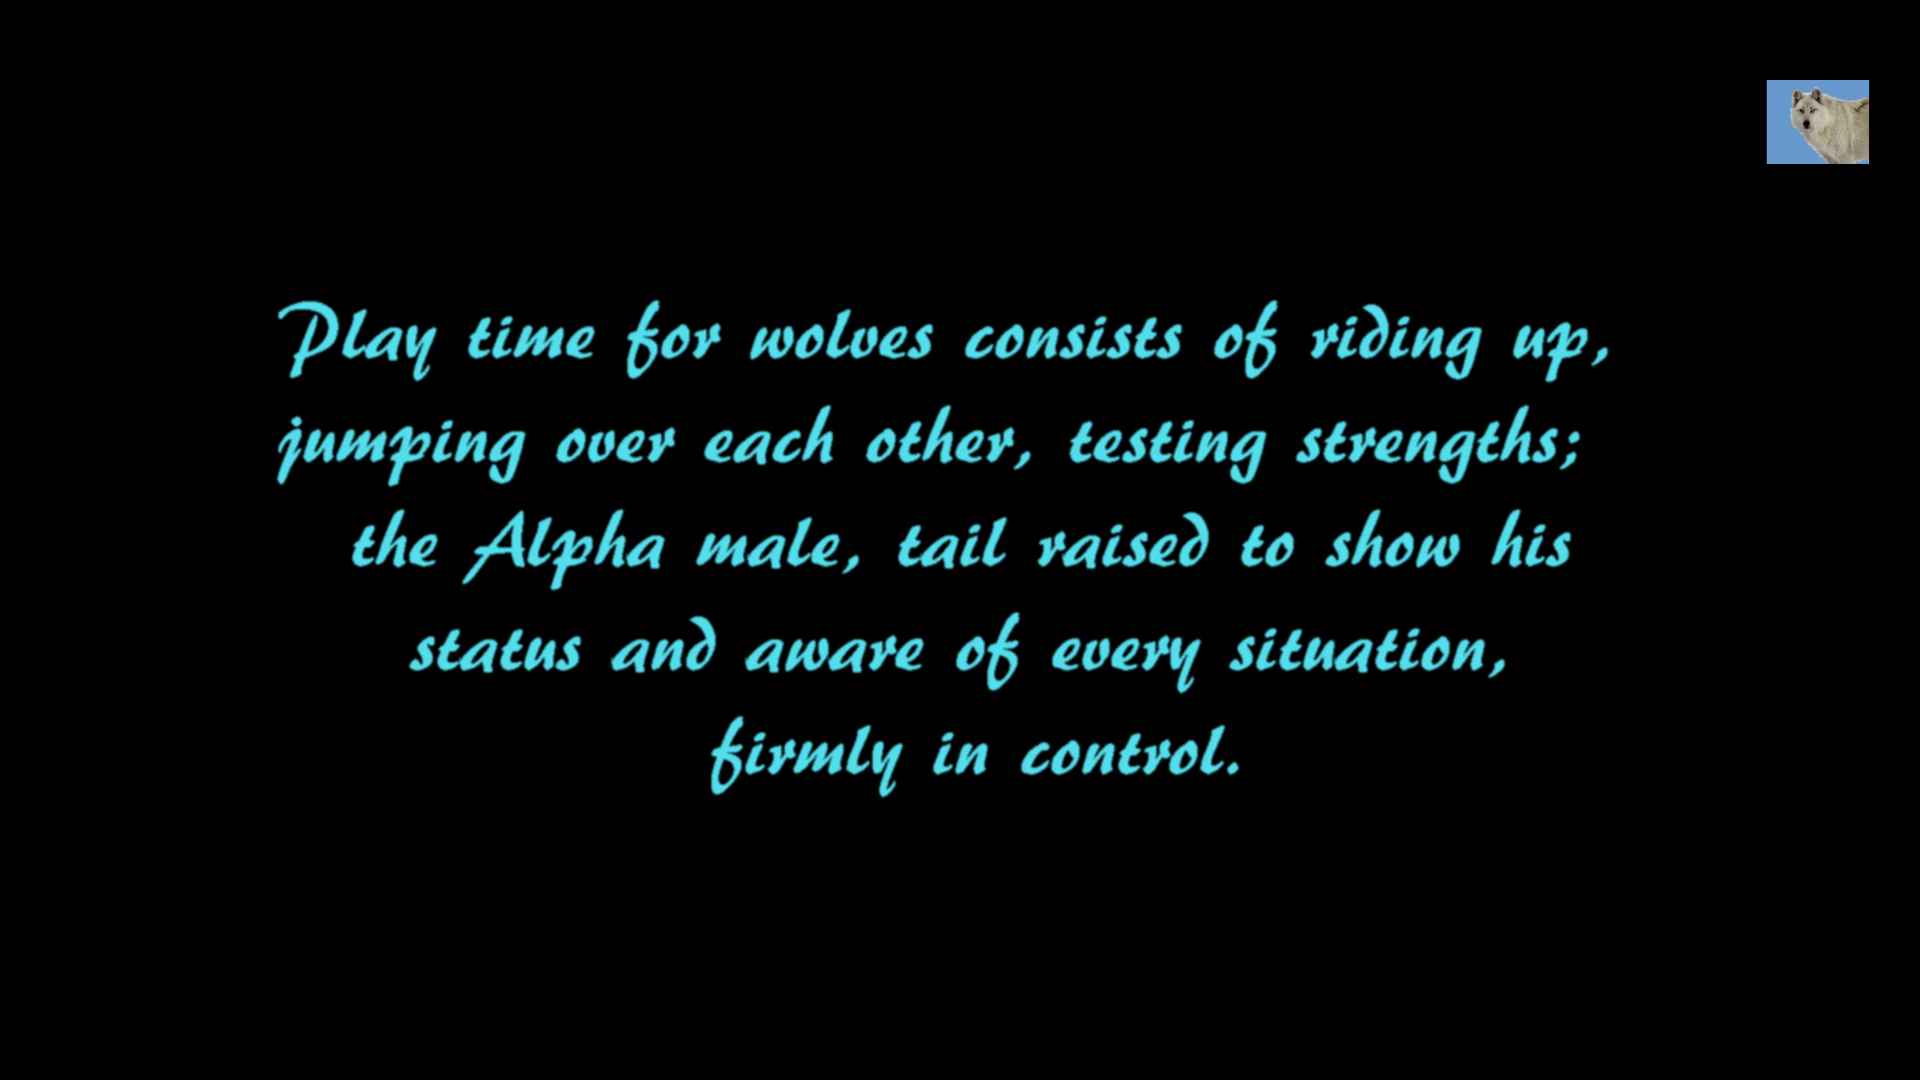 Play time for wolves consists of riding up,
jumping over each other, testing strengths;
the Alpha male, tail raised to show his
status and aware of every situation,
firmly in control.